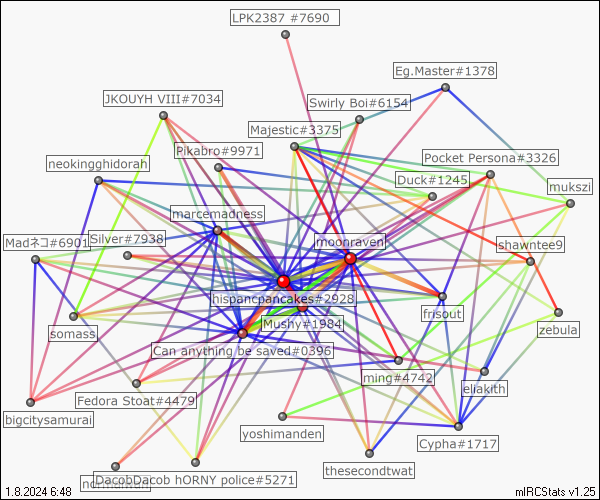 LPK2387 #7690
Eg.Master#1378
JKOUYH VIII#7034
Swirly Boi#6154
Majestic#3375
Pikabro#9971
Pocket Persona#3326
neokingghidorah
Duck#1245
mukszi
marcemadness
Madネコ#6901
Silver#7938
moonraven
shawntee9
hispancpancakes#2928
frisout
Mushy#1984
zebula
somass
Can anything be saved#0396
ming#4742
eliakith
Fedora Stoat#4479
bigcitysamurai
yoshimanden
Cypha#1717
thesecondtwat
DacobDacob hORNY police#5271
1.8.2024 6:48
mIRCStats v1.25